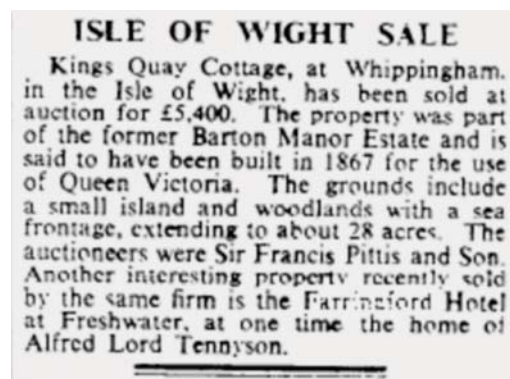 ISLE OF WIGHT SALE
Kings Quay Cottage, at Whippingham,
in the Isle of Wight, has been sold at
auction for £5,400. The property was part
of the former Barton Manor Estate and is
said to have been built in 1867 for the use
of Queen Victoria. The grounds include
a small island and woodlands with a sea
frontage, extending to about 28 acres. The
auctioneers were Sir Francis Pittis and Son.
Another interesting property recently sold
by the same firm is the Farringford Hotel
at Freshwater, at one time the home of
Alfred Lord Tennyson.